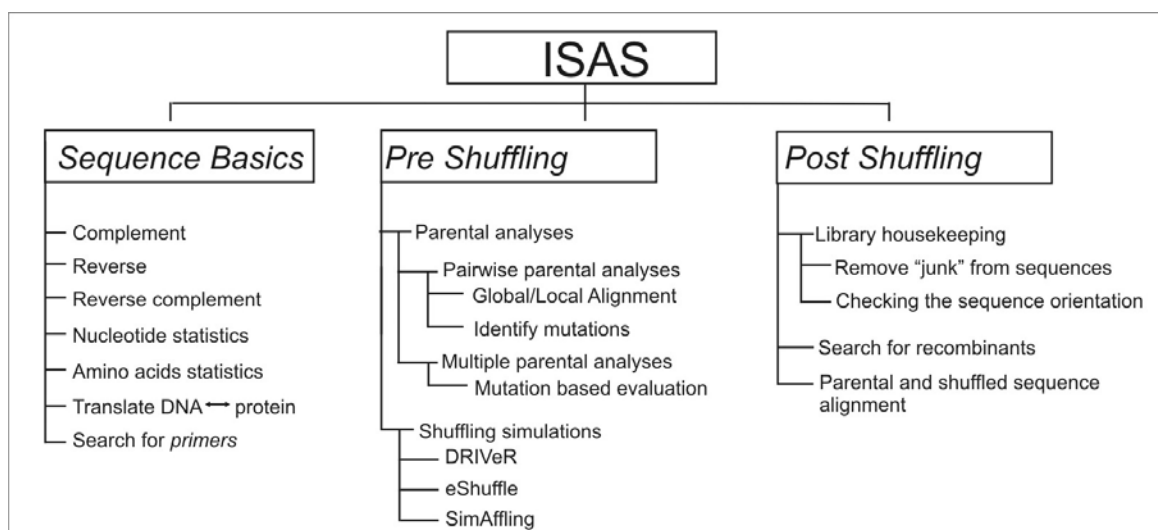 ISAS
Sequence Basics
Complement
Reverse
Reverse complement
Nucleotide statistics
Amino acids statistics
Translate DNA ↔ protein
Search for primers
Pre Shuffling
Parental analyses
Pairwise parental analyses
Global/Local Alignment
Identify mutations
Multiple parental analyses
Mutation based evaluation
Shuffling simulations
DRIVeR
eShuffle
SimAffling
Post Shuffling
Library housekeeping
Remove “junk” from sequences
Checking the sequence orientation
Search for recombinants
Parental and shuffled sequence
alignment